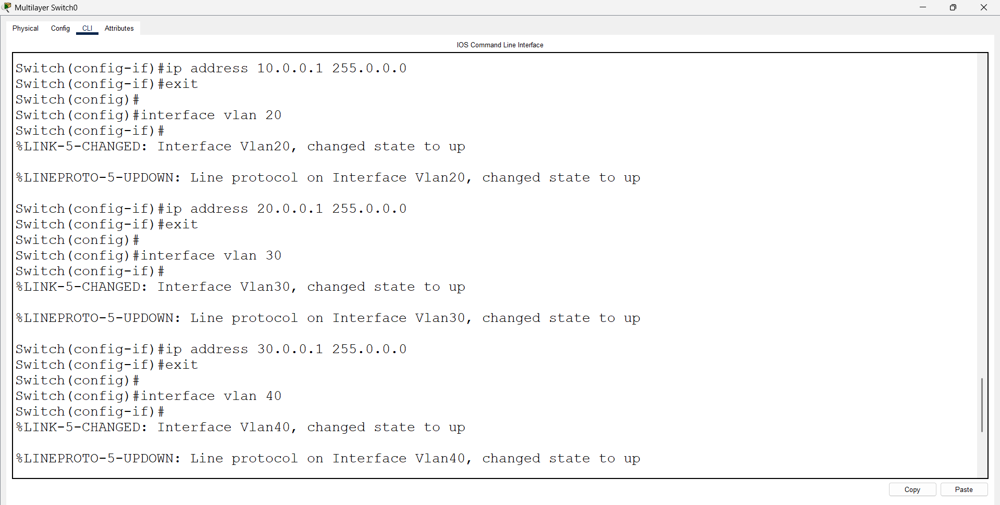 Multilayer Switch0
Physical Config CLI Attributes
IOS Command Line Interface
Switch(config-if)#ip address 10.0.0.1 255.0.0.0
Switch(config-if)#exit
Switch(config)#
Switch(config)#interface vlan 20
Switch(config-if)#
%LINK-5-CHANGED: Interface Vlan20, changed state to up
%LINEPROTO-5-UPDOWN: Line protocol on Interface Vlan20, changed state to up
Switch(config-if)#ip address 20.0.0.1 255.0.0.0
Switch(config-if)#exit
Switch(config)#
Switch(config)#interface vlan 30
Switch(config-if)#
%LINK-5-CHANGED: Interface Vlan30, changed state to up
%LINEPROTO-5-UPDOWN: Line protocol on Interface Vlan30, changed state to up
Switch(config-if)#ip address 30.0.0.1 255.0.0.0
Switch(config-if)#exit
Switch(config)#
Switch(config)#interface vlan 40
Switch(config-if)#
%LINK-5-CHANGED: Interface Vlan40, changed state to up
%LINEPROTO-5-UPDOWN: Line protocol on Interface Vlan40, changed state to up
Copy Paste